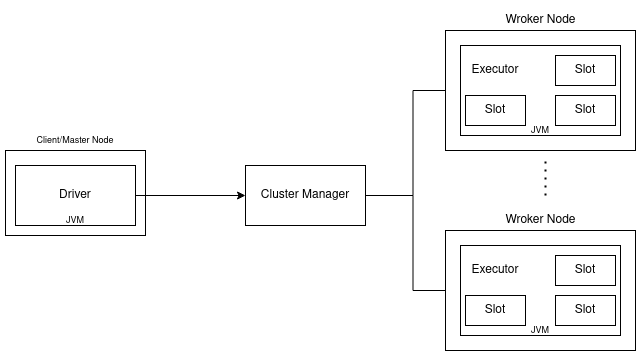 Wroker Node
Executor
Slot
Slot
Slot
JVM
Client/Master Node
Driver
JVM
Cluster Manager
Wroker Node
Executor
Slot
Slot
Slot
JVM